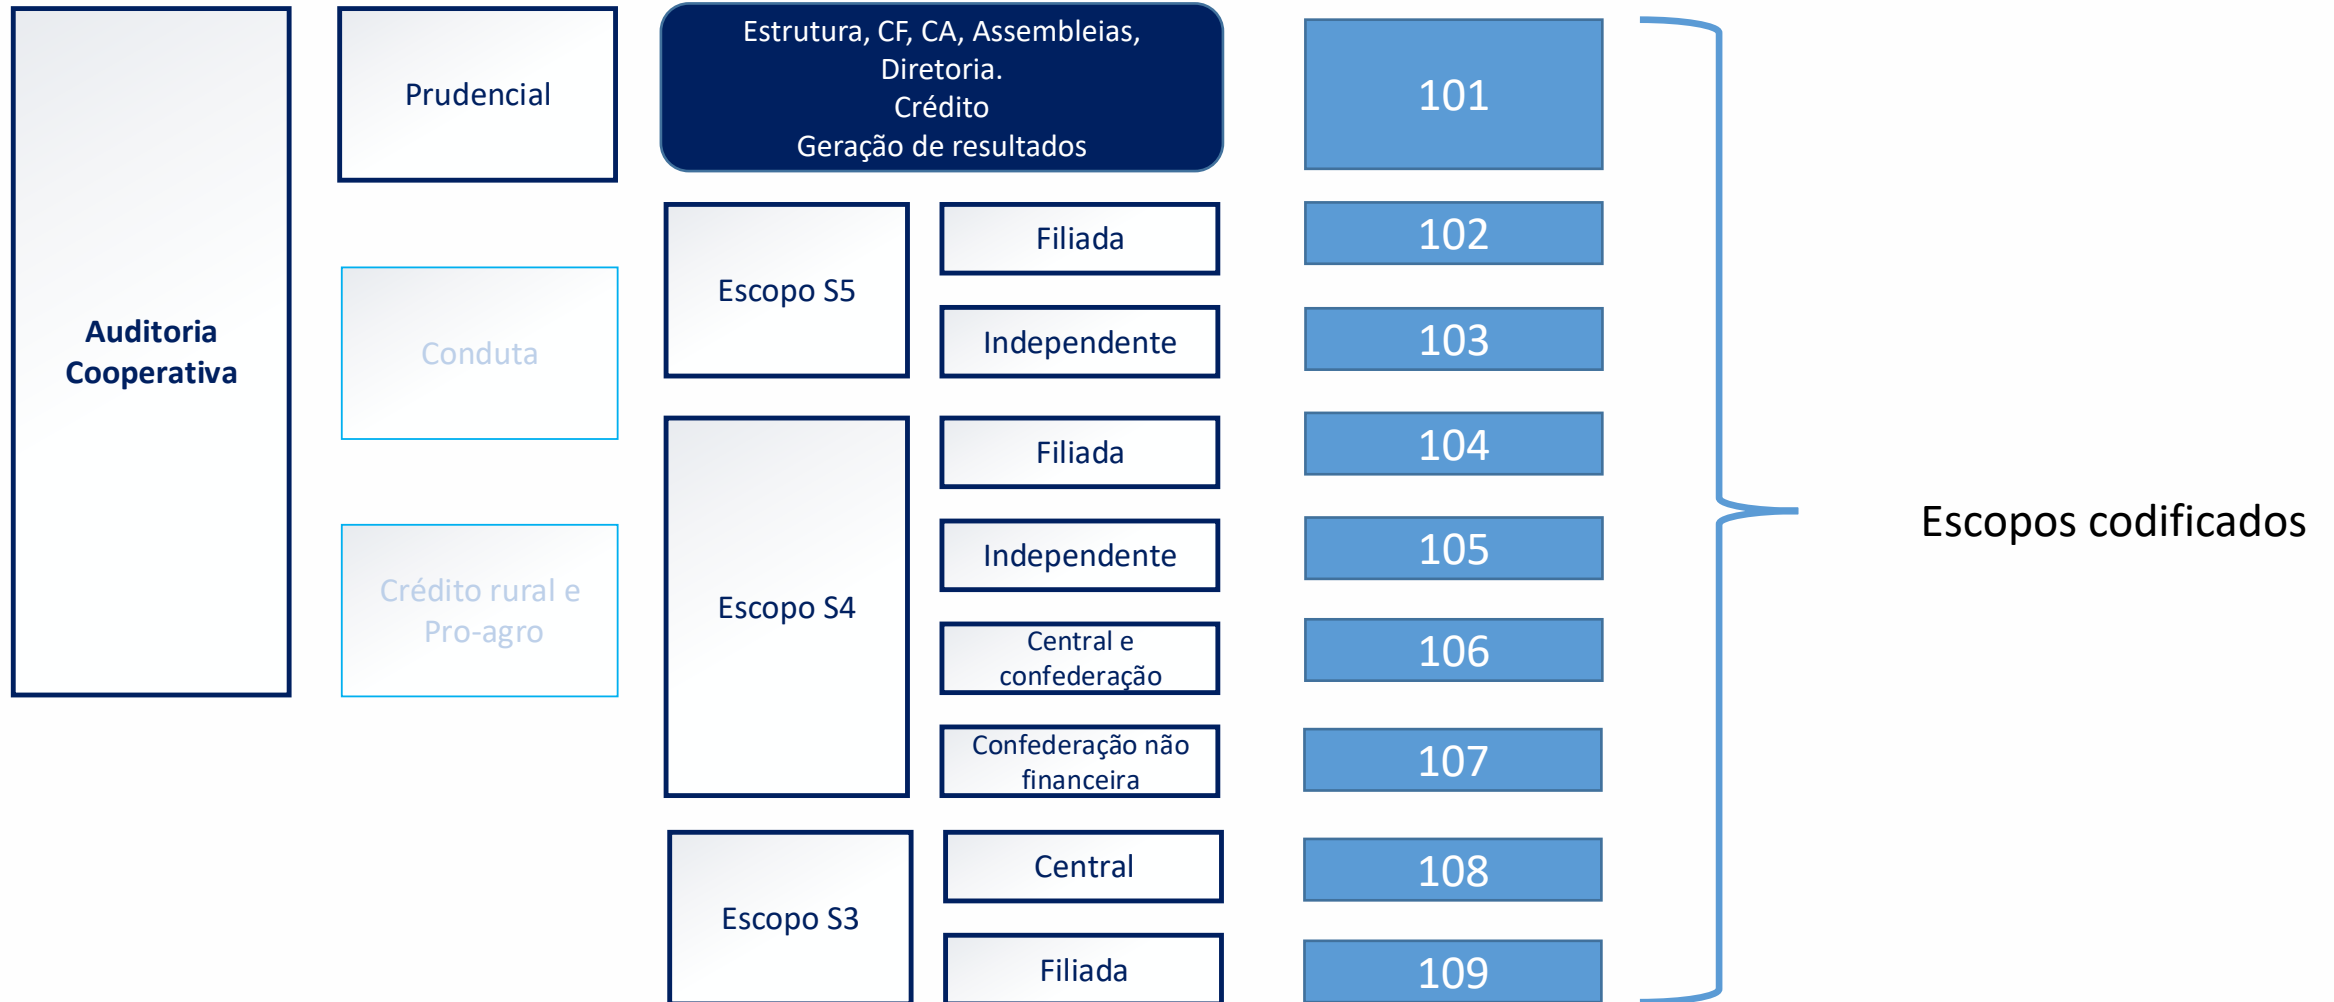 Auditoria
Cooperativa
Prudencial
Conduta
Crédito rural e
Pro-agro
Estrutura, CF, CA, Assembleias,
Diretoria.
Crédito
Geração de resultados
101
Escopo S5
Filiada
102
Independente
103
Escopo S4
Filiada
104
Independente
105
Central e
confederação
106
Confederação não
financeira
107
Escopo S3
Central
108
Filiada
109
Escopos codificados